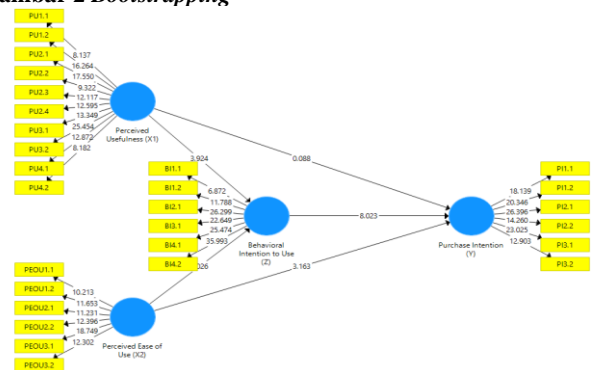 2 Bootstrapping
PU1.1
PU1.2
PU2.1
PU2.2
PU2.3
PU2.4
PU3.1
PU3.2
PU4.1
PU4.2
8.137
16.264
17.550
9.322
12.117
12.595
13.349
25.454
12.872
8.182
Perceived
Usefulness (X1)
3.924
0.088
BI1.1
BI1.2
BI2.1
BI3.1
BI4.1
BI4.2
6.872
11.788
26.299
22.649
25.474
35.993
Behavioral
Intention to Use
(Z)
8.023
PI1.1
PI1.2
PI2.1
PI2.2
PI3.1
PI3.2
18.139
20.346
26.396
14.260
23.025
12.903
Purchase Intention
(Y)
3.163
PEOU1.1
PEOU1.2
PEOU2.1
PEOU2.2
PEOU3.1
PEOU3.2
10.213
11.653
11.231
12.396
18.749
12.302
Perceived Ease of
Use (X2)